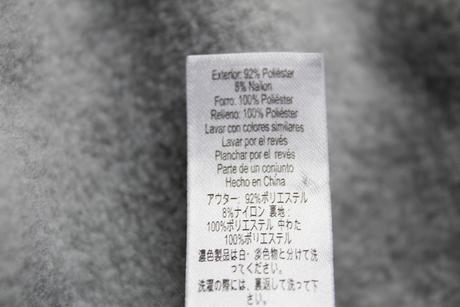 Exterior: 92% Poliéster
8% Nailon
Forro: 100% Poliéster
Relleno: 100% Poliéster
Lavar con colores similares
Lavar por el revés
Planchar por el revés
Parte de un conjunto
Hecho en China
アウター: 92%ポリエステル
8%ナイロン 裏地:
100%ポリエステル 中わた
100%ポリエステル
濃色製品は白・淡色物と分けて洗
ってください。
洗濯の際には、裏返して洗って下
さい。